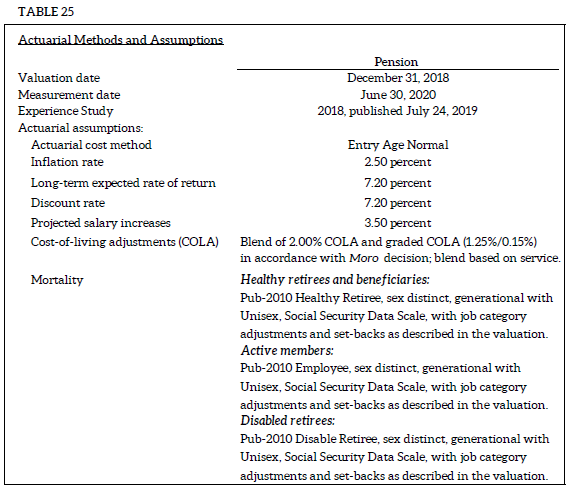 TABLE 25
Actuarial Methods and Assumptions
Pension
Valuation date December 31, 2018
Measurement date June 30, 2020
Experience Study 2018, published July 24, 2019
Actuarial assumptions:
Actuarial cost method Entry Age Normal
Inflation rate 2.50 percent
Long-term expected rate of return 7.20 percent
Discount rate 7.20 percent
Projected salary increases 3.50 percent
Cost-of-living adjustments (COLA) Blend of 2.00% COLA and graded COLA (1.25%/0.15%)
in accordance with Moro decision; blend based on service.
Mortality Healthy retirees and beneficiaries:
Pub-2010 Healthy Retiree, sex distinct, generational with
Unisex, Social Security Data Scale, with job category
adjustments and set-backs as described in the valuation.
Active members:
Pub-2010 Employee, sex distinct, generational with
Unisex, Social Security Data Scale, with job category
adjustments and set-backs as described in the valuation.
Disabled retirees:
Pub-2010 Disable Retiree, sex distinct, generational with
Unisex, Social Security Data Scale, with job category
adjustments and set-backs as described in the valuation.